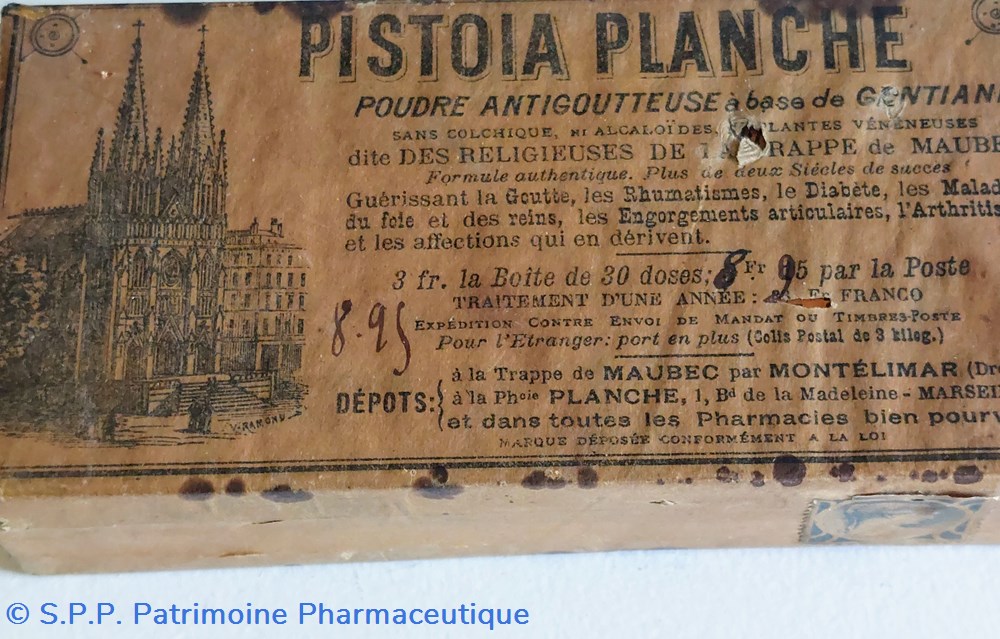 PISTOIA PLANCHE
POUDRE ANTIGOUTTEUSE à base de GENTIAN
SANS COLCHIQUE, NI ALCALOÏDES, PLANTES VÉNÉNEUSES
dite DES RELIGIEUSES DE LA TRAPPE de MAUBE
Formule authentique. Plus de deux Siècles de succès
Guérissant la Goutte, les Rhumatismes, le Diabète, les Malad
du foie et des reins, les Engorgements articulaires, l'Arthritis
et les affections qui en dérivent.
3 fr. la Boîte de 30 doses; 8 Fr 95 par la Poste
TRAITEMENT D'UNE ANNÉE: Fr FRANCO
8.95
EXPÉDITION CONTRE ENVOI DE MANDAT OU TIMBRES-POSTE
Pour l'Etranger: port en plus (Colis Postal de 3 kilog.)
à la Trappe de MAUBEC par MONTÉLIMAR (Drô
DÉPOTS: à la Phcie PLANCHE, 1, Bd de la Madeleine - MARSEIL
et dans toutes les Pharmacies bien pourv
MARQUE DÉPOSÉE CONFORMÉMENT A LA LOI
V. RAMOND
© S.P.P. Patrimoine Pharmaceutique